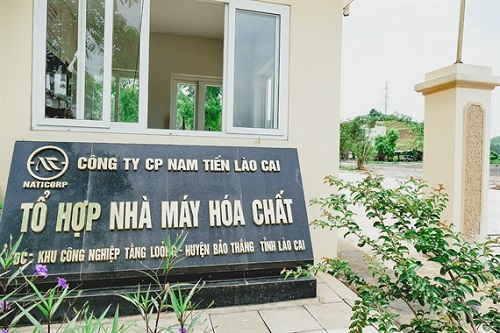 CÔNG TY CP NAM TIẾN LÀO CAI
NATICORP
TỔ HỢP NHÀ MÁY HÓA CHẤT
ĐC- KHU CÔNG NGHIỆP TẰNG LOỎNG - HUYỆN BẢO THẮNG TỈNH LÀO CAI